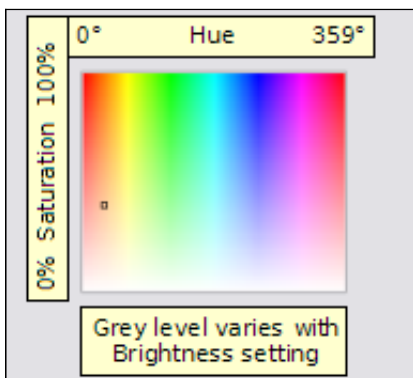 0° Hue 359°
0% Saturation 100%
Grey level varies with
Brightness setting